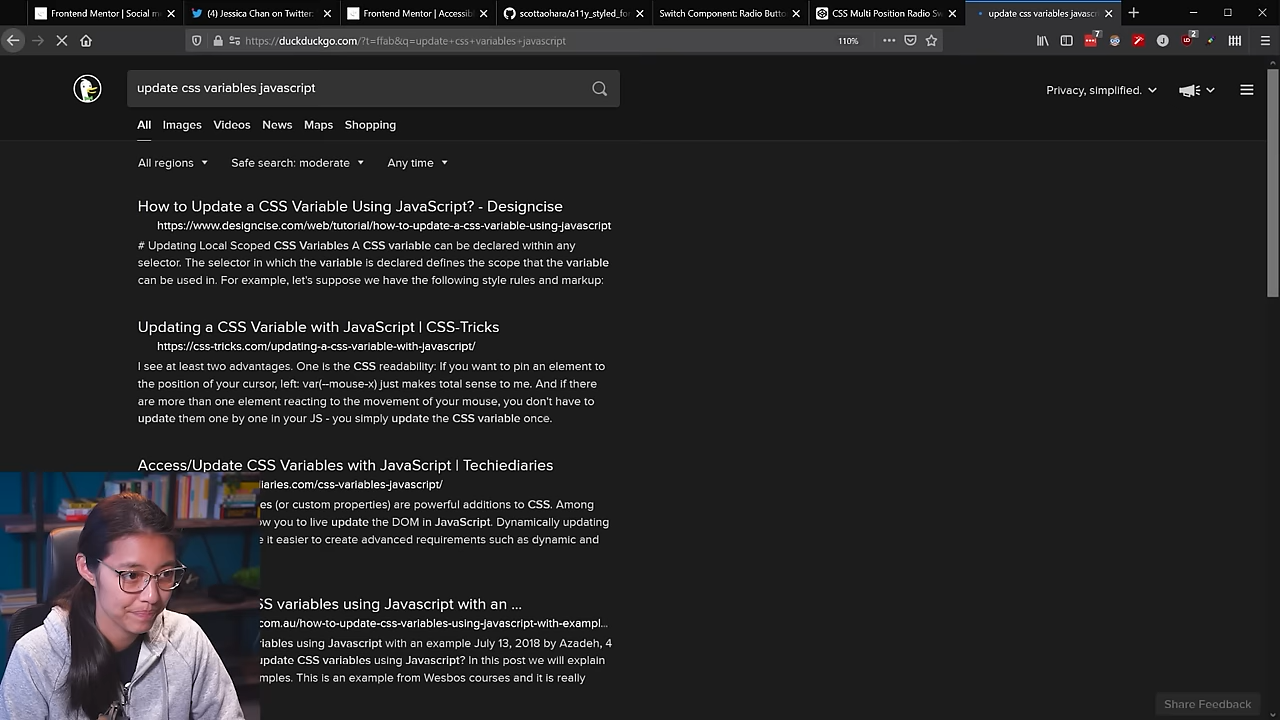 Frontend Mentor | Social m
(4) Jessica Chan on Twitter:
Frontend Mentor | Accessib
scottaohara/a11y_styled_fo
Switch Component: Radio Butto
CSS Multi Position Radio Sw
update css variables javascri
https://duckduckgo.com/?t=ffab&q=update+css+variables+javascript
110%
7
2
update css variables javascript
Privacy, simplified.
All Images Videos News Maps Shopping
All regions Safe search: moderate Any time
How to Update a CSS Variable Using JavaScript? - Designcise
https://www.designcise.com/web/tutorial/how-to-update-a-css-variable-using-javascript
# Updating Local Scoped CSS Variables A CSS variable can be declared within any
selector. The selector in which the variable is declared defines the scope that the variable
can be used in. For example, let's suppose we have the following style rules and markup:
Updating a CSS Variable with JavaScript | CSS-Tricks
https://css-tricks.com/updating-a-css-variable-with-javascript/
I see at least two advantages. One is the CSS readability: If you want to pin an element to
the position of your cursor, left: var(--mouse-x) just makes total sense to me. And if there
are more than one element reacting to the movement of your mouse, you don't have to
update them one by one in your JS - you simply update the CSS variable once.
Access/Update CSS Variables with JavaScript | Techiediaries
iaries.com/css-variables-javascript/
es (or custom properties) are powerful additions to CSS. Among
ow you to live update the DOM in JavaScript. Dynamically updating
e it easier to create advanced requirements such as dynamic and
SS variables using Javascript with an ...
com.au/how-to-update-css-variables-using-javascript-with-exampl...
riables using Javascript with an example July 13, 2018 by Azadeh, 4
update CSS variables using Javascript? In this post we will explain
mples. This is an example from Wesbos courses and it is really
Share Feedback